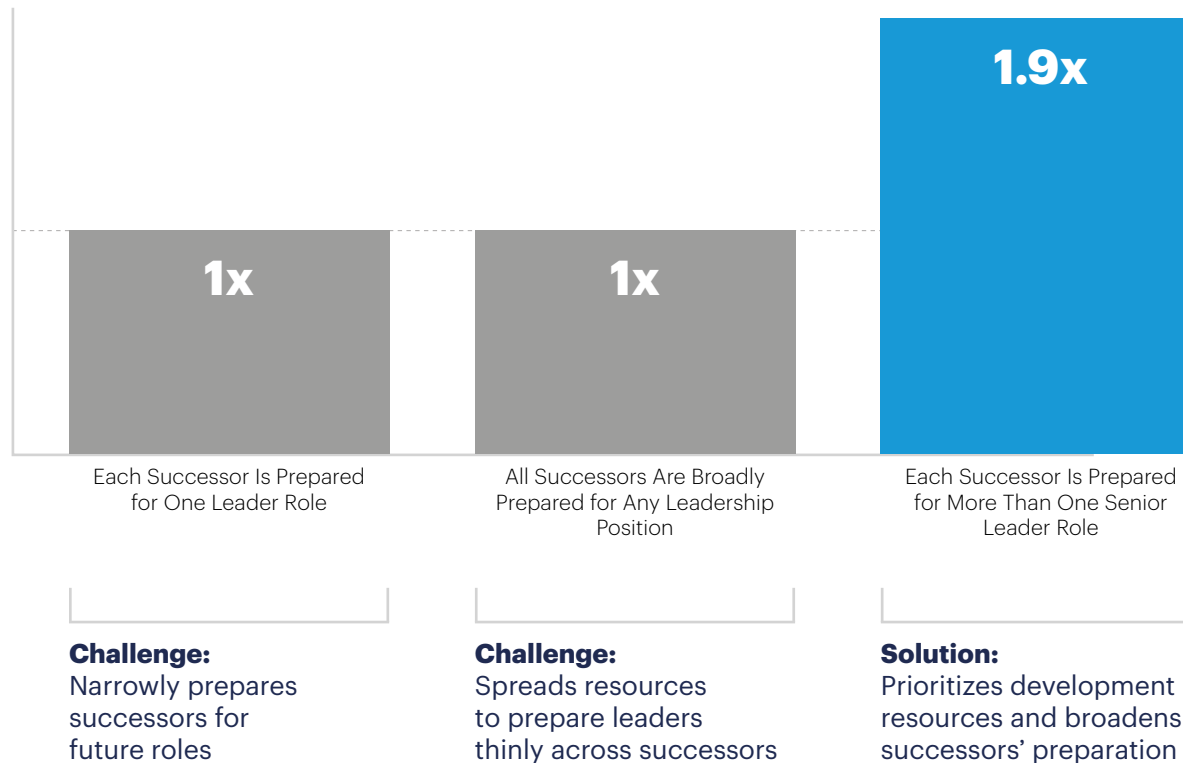 1x
1x
1.9x
Each Successor Is Prepared
for One Leader Role
All Successors Are Broadly
Prepared for Any Leadership
Position
Each Successor Is Prepared
for More Than One Senior
Leader Role
Challenge:
Narrowly prepares
successors for
future roles
Challenge:
Spreads resources
to prepare leaders
thinly across successors
Solution:
Prioritizes development
resources and broadens
successors’ preparation